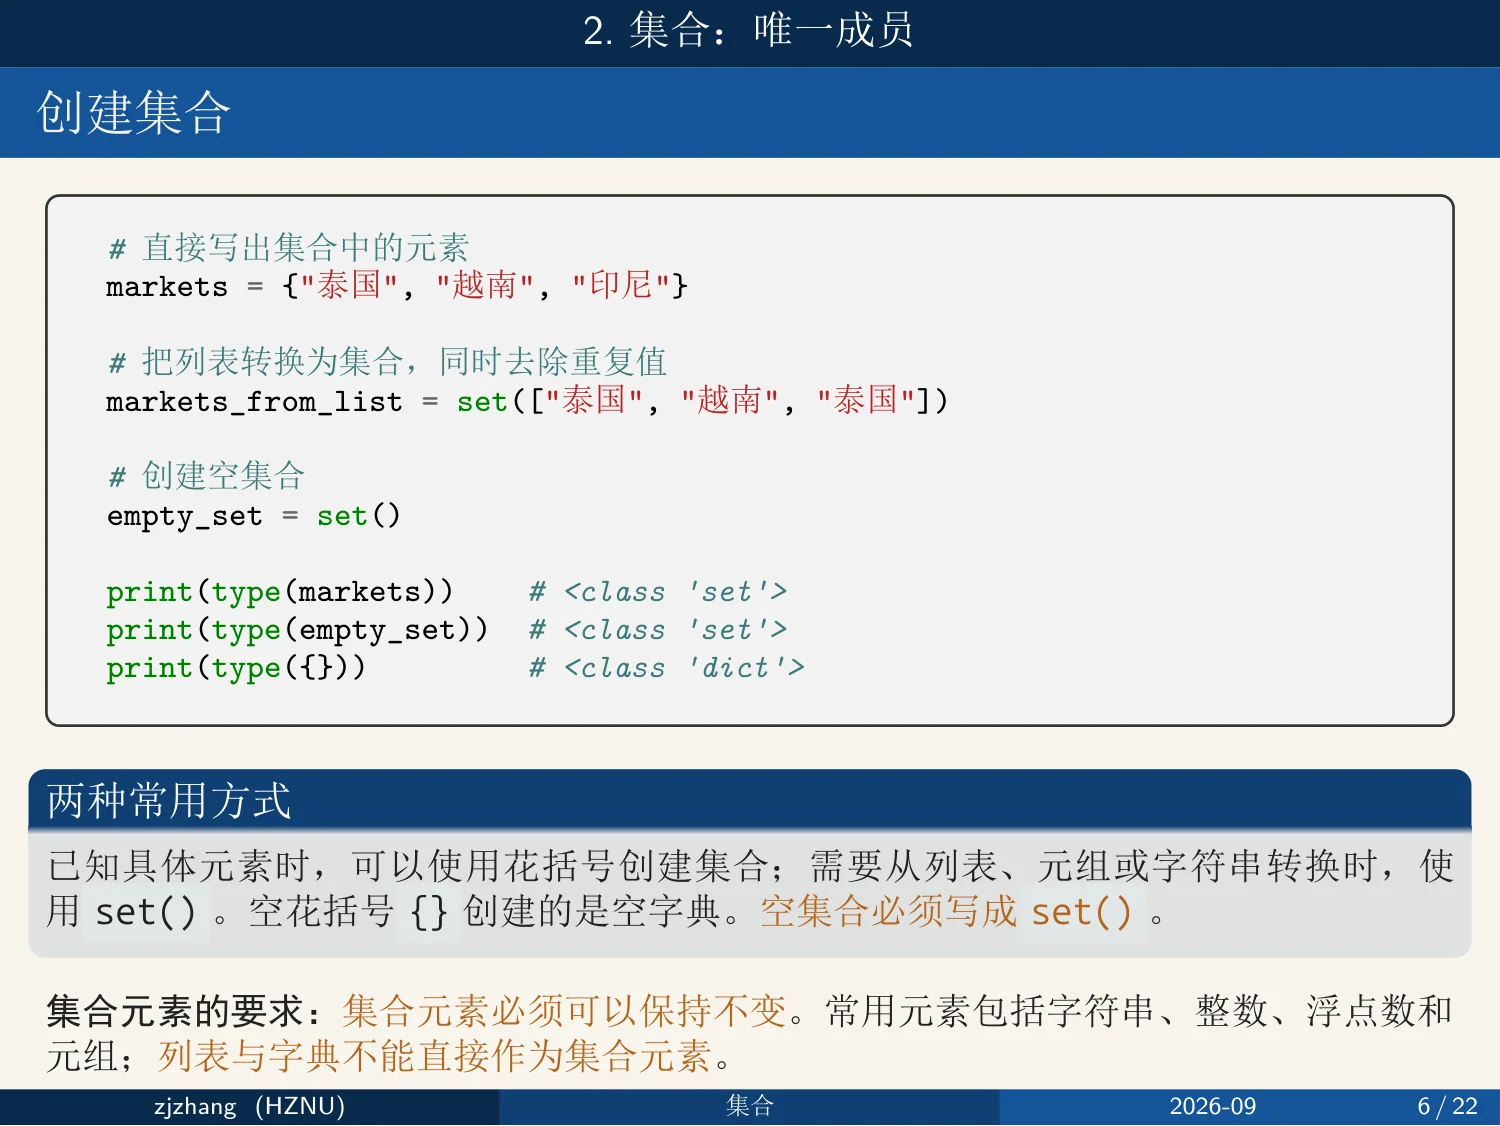 2. 集合：唯一成员
创建集合
# 直接写出集合中的元素
markets = {"泰国", "越南", "印尼"}
# 把列表转换为集合，同时去除重复值
markets_from_list = set(["泰国", "越南", "泰国"])
# 创建空集合
empty_set = set()
print(type(markets))    # <class 'set'>
print(type(empty_set))  # <class 'set'>
print(type({}))         # <class 'dict'>
两种常用方式
已知具体元素时，可以使用花括号创建集合；需要从列表、元组或字符串转换时，使
用 set() 。空花括号 {} 创建的是空字典。空集合必须写成 set() 。
集合元素的要求：集合元素必须可以保持不变。常用元素包括字符串、整数、浮点数和
元组；列表与字典不能直接作为集合元素。
zjzhang (HZNU) 集合 2026-09 6 / 22